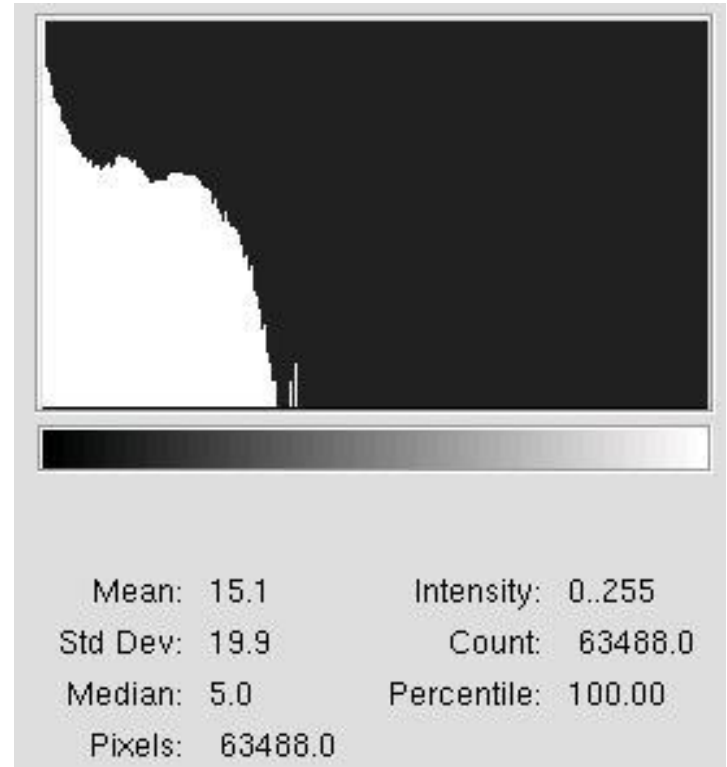 Mean: 15.1 Intensity: 0..255
Std Dev: 19.9 Count: 63488.0
Median: 5.0 Percentile: 100.00
Pixels: 63488.0